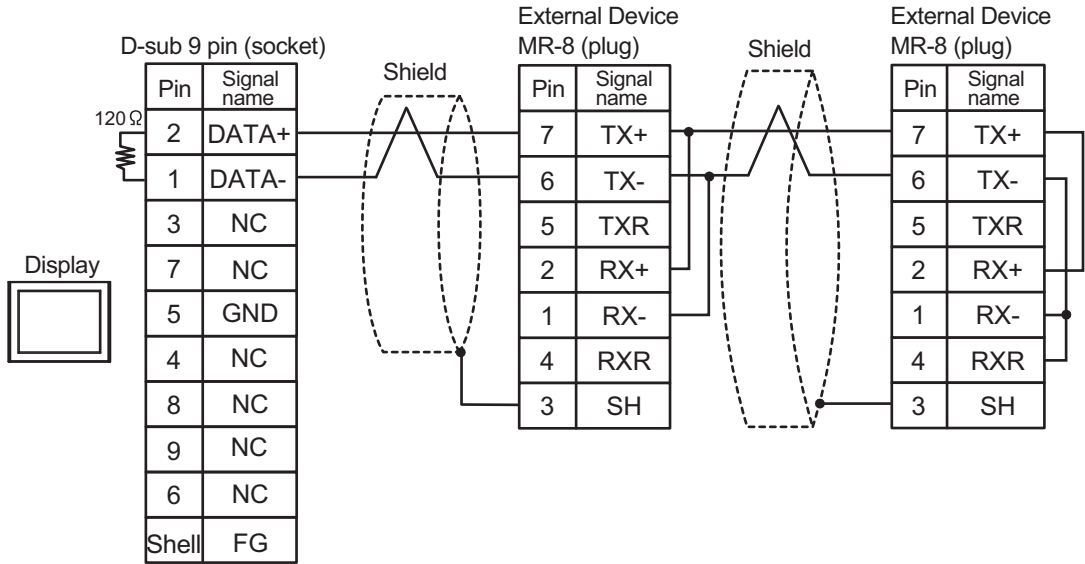 External Device
External Device
D-sub 9 pin (socket)
MR-8 (plug)
MR-8 (plug)
Shield
Shield
Pin Signal name
2 DATA+
1 DATA-
3 NC
7 NC
5 GND
4 NC
8 NC
9 NC
6 NC
Shell FG
120 Ω
Display
Pin Signal name
7 TX+
6 TX-
5 TXR
2 RX+
1 RX-
4 RXR
3 SH
Pin Signal name
7 TX+
6 TX-
5 TXR
2 RX+
1 RX-
4 RXR
3 SH